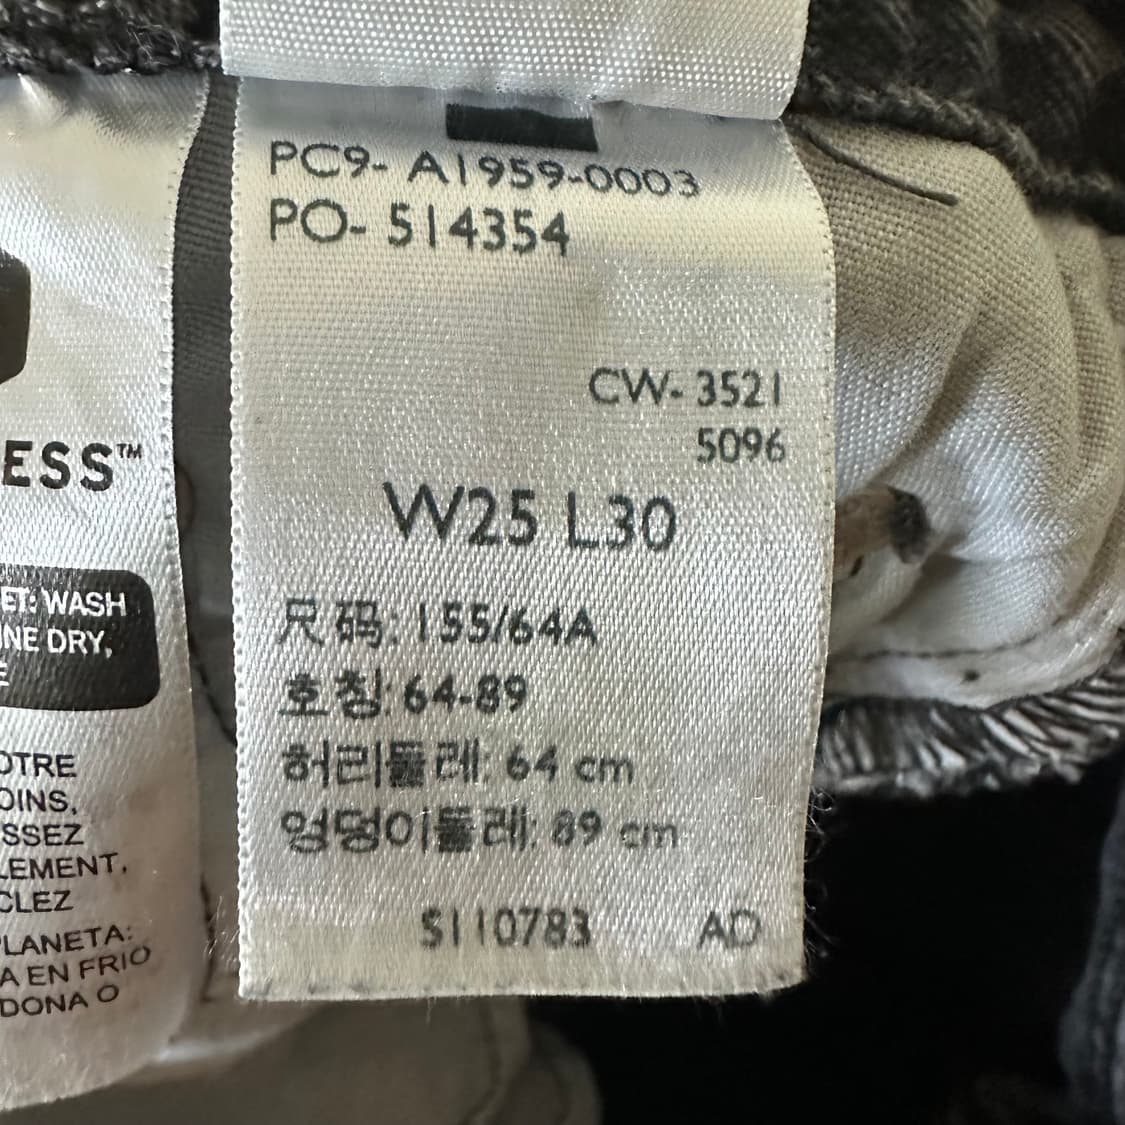 PC9- A1959-0003
PO- 514354
CW- 3521
5096
W25 L30
尺码: 155/64A
호칭: 64-89
허리둘레: 64 cm
엉덩이둘레: 89 cm
S110783 AD
ESS™
ET: WASH
INE DRY,
E
OTRE
OINS,
SSEZ
LEMENT,
CLEZ
PLANETA:
A EN FRIO
DONA O